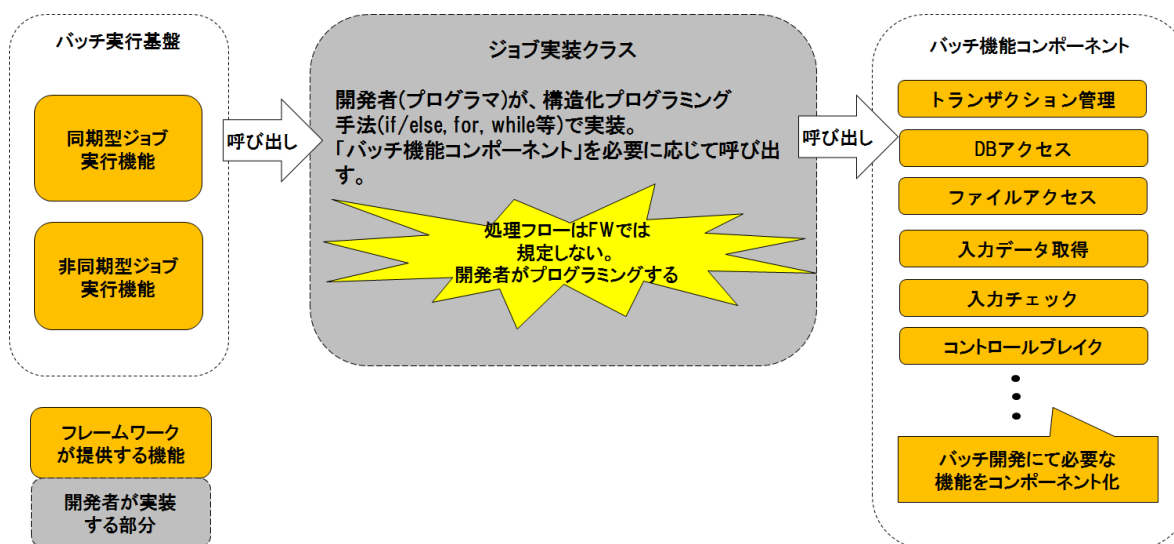 バッチ実行基盤
同期型ジョブ
実行機能
非同期型ジョブ
実行機能
フレームワーク
が提供する機能
開発者が実装
する部分
呼び出し
ジョブ実装クラス
開発者(プログラマ)が、構造化プログラミング
手法(if/else, for, while等)で実装。
「バッチ機能コンポーネント」を必要に応じて呼び出
す。
処理フローはFWでは
規定しない。
開発者がプログラミングする
呼び出し
バッチ機能コンポーネント
トランザクション管理
DBアクセス
ファイルアクセス
入力データ取得
入力チェック
コントロールブレイク
バッチ開発にて必要な
機能をコンポーネント化